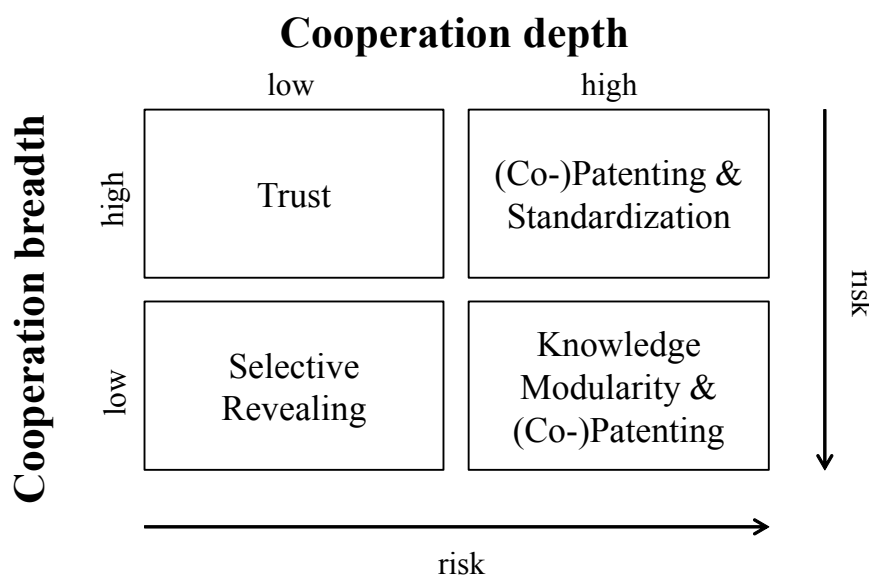 Cooperation depth
low
high
Cooperation breadth
high
low
Trust
(Co-)Patenting &
Standardization
Selective
Revealing
Knowledge
Modularity &
(Co-)Patenting
risk
risk